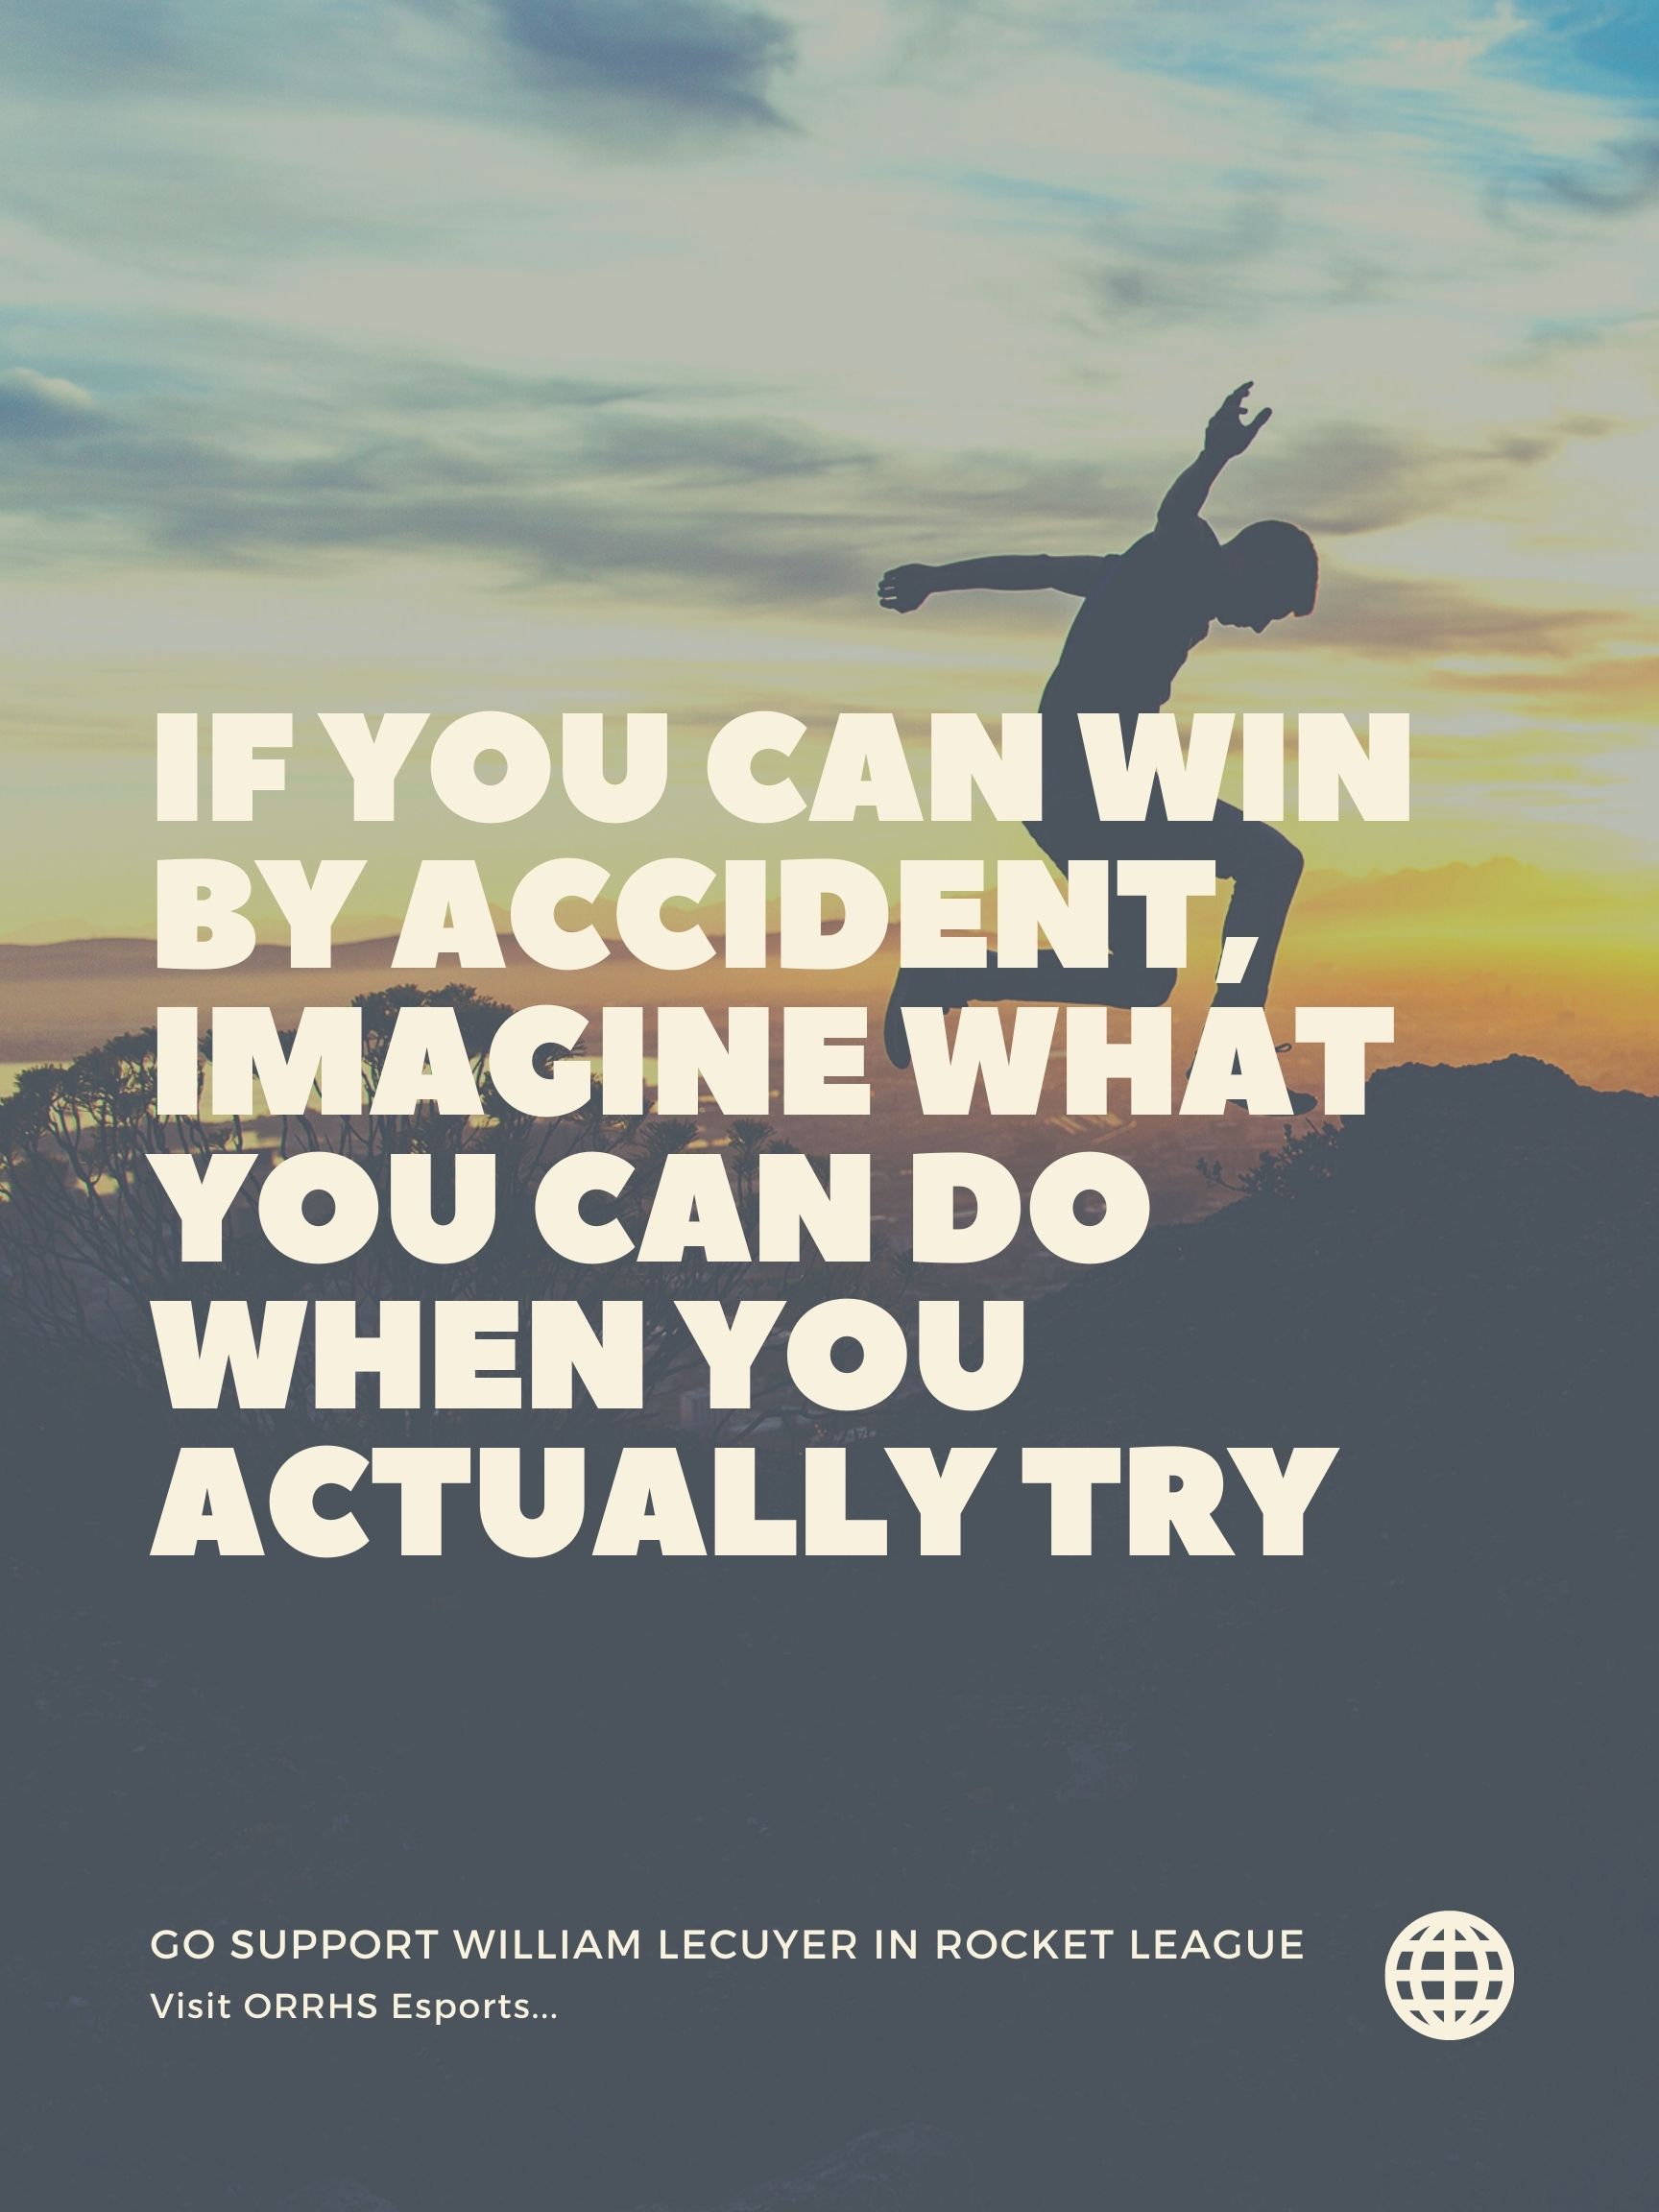 IF YOU CAN WIN
BY ACCIDENT,
IMAGINE WHAT
YOU CAN DO
WHEN YOU
ACTUALLY TRY
GO SUPPORT WILLIAM LECUYER IN ROCKET LEAGUE
Visit ORRHS Esports...